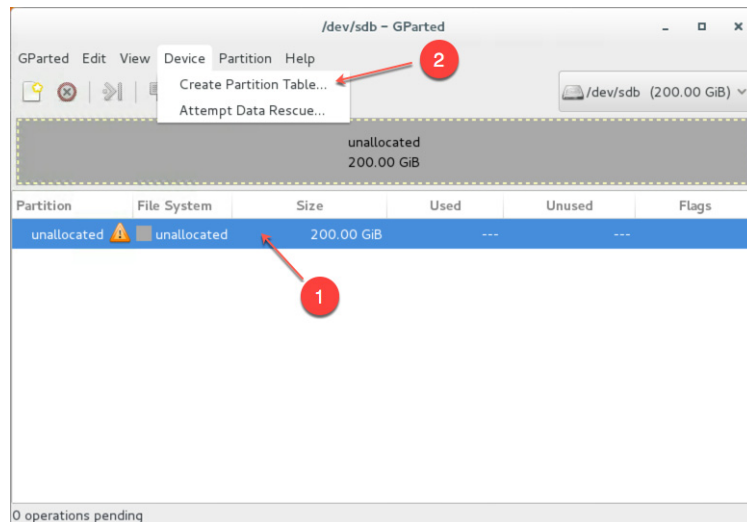 /dev/sdb – GParted
GParted Edit View Device Partition Help
2
Create Partition Table...
/dev/sdb (200.00 GiB)
Attempt Data Rescue...
unallocated
200.00 GiB
Partition File System Size Used Unused Flags
unallocated unallocated 200.00 GiB --- ---
1
0 operations pending